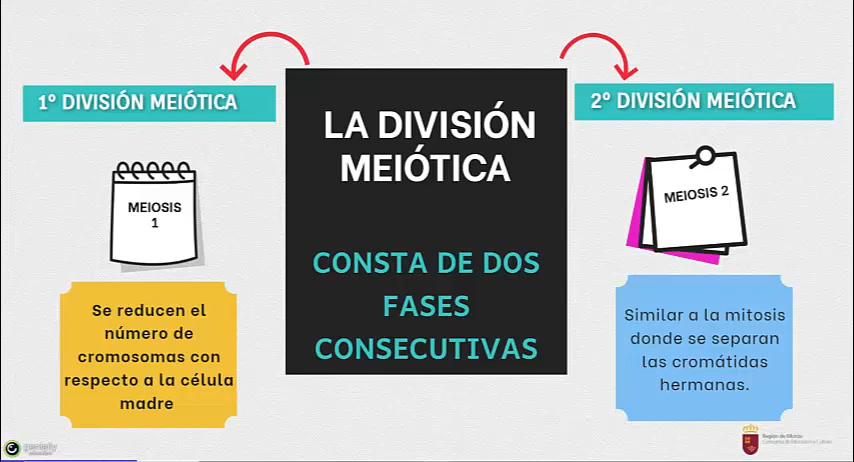 1º DIVISIÓN MEIÓTICA
MEIOSIS
1
Se reducen el
número de
cromosomas con
respecto a la célula
madre
LA DIVISIÓN
MEIÓTICA
CONSTA DE DOS
FASES
CONSECUTIVAS
2º DIVISIÓN MEIÓTICA
MEIOSIS 2
Similar a la mitosis
donde se separan
las cromátidas
hermanas.
genially
Región de Murcia